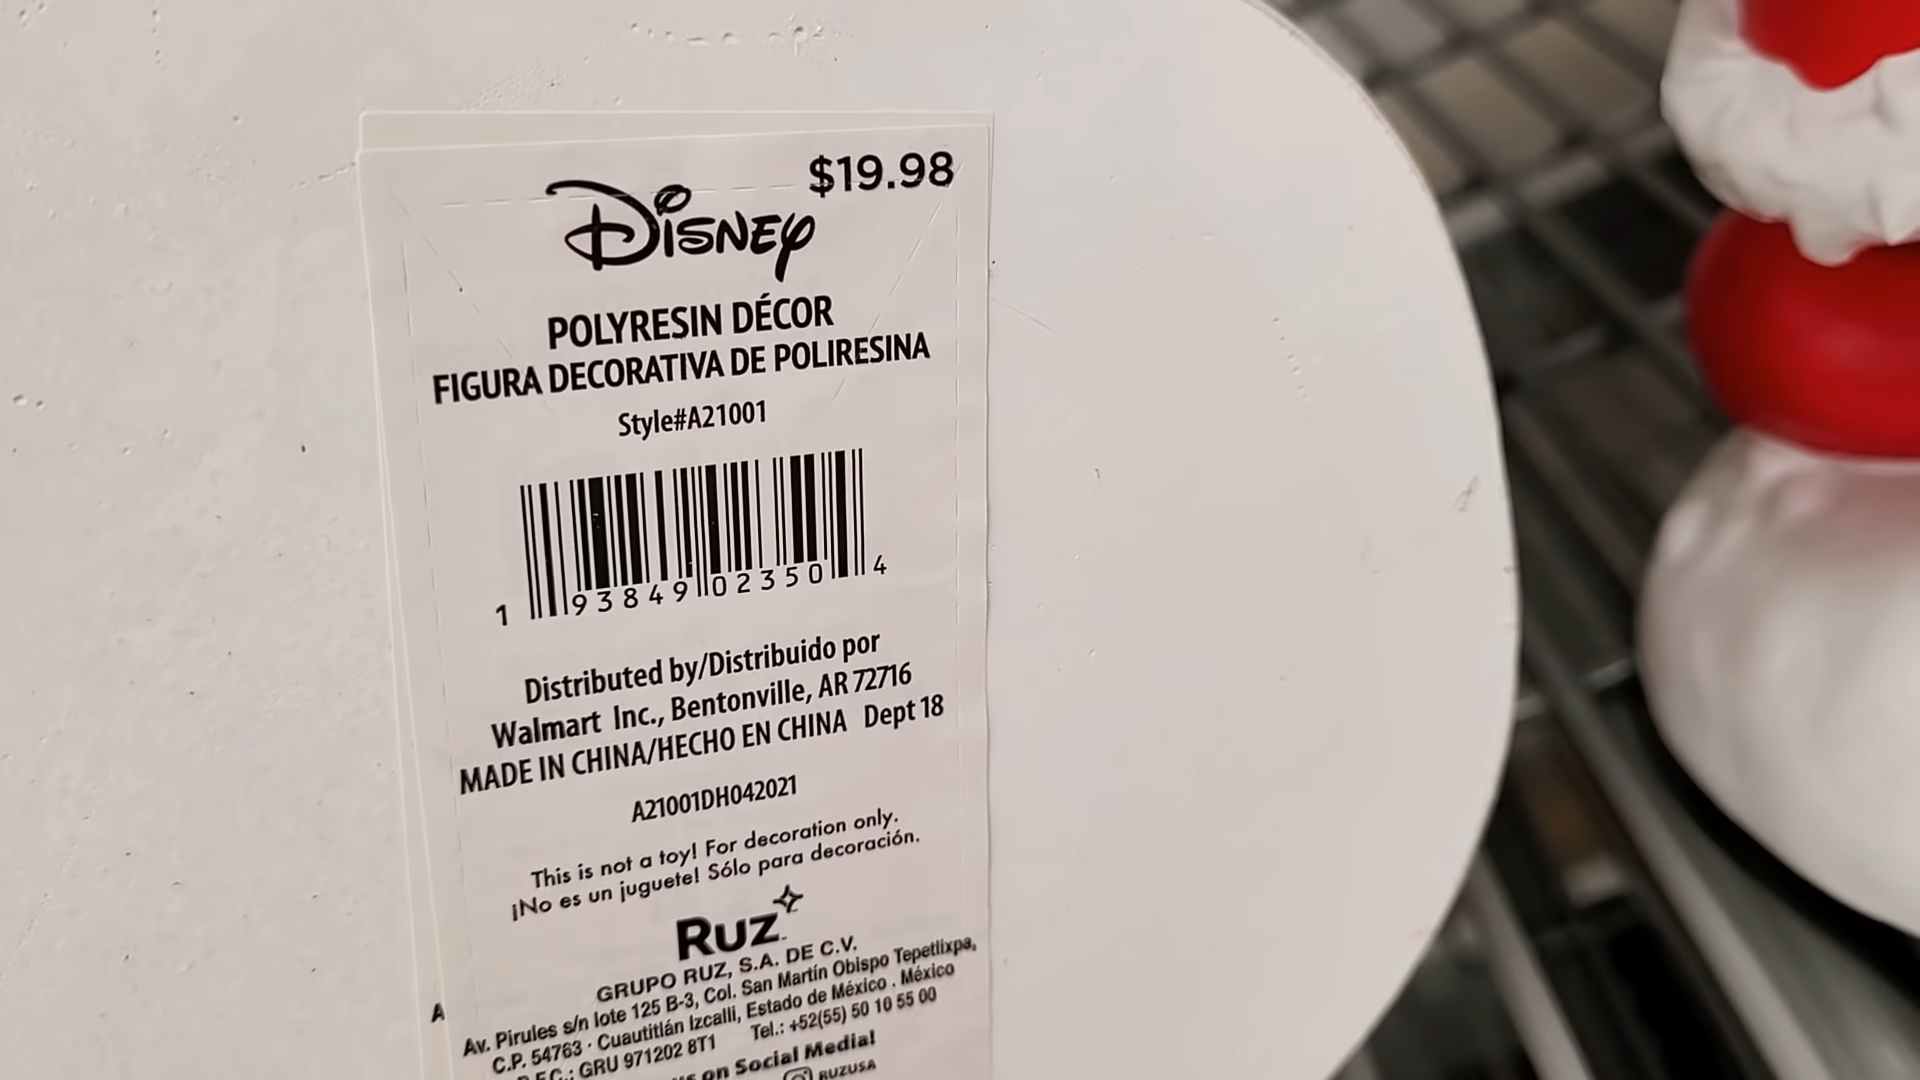 $19.98
Disney
POLYRESIN DÉCOR
FIGURA DECORATIVA DE POLIRESINA
Style#A21001
1 93849 02350 4
Distributed by/Distribuido por
Walmart Inc., Bentonville, AR 72716
MADE IN CHINA/HECHO EN CHINA Dept 18
A21001DH042021
This is not a toy! For decoration only.
¡No es un juguete! Sólo para decoración.
RUZ
GRUPO RUZ, S.A. DE C.V.
Av. Pirules s/n lote 125 B-3, Col. San Martín Obispo Tepetlixpa,
C.P. 54763 · Cuautitlán Izcalli, Estado de México . México
GRU 971202 8T1 Tel.: +52(55) 50 10 55 00
on Social Media!
RUZUSA
A